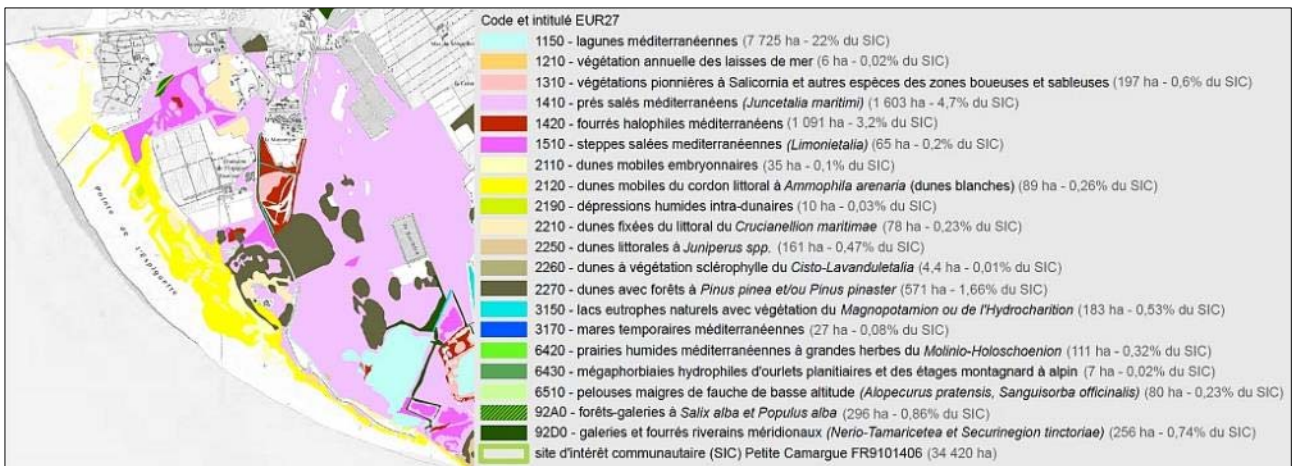 Pointe de l'Espiguette
Code et intitulé EUR27
1150 - lagunes méditerranéennes (7 725 ha - 22% du SIC)
1210 - végétation annuelle des laisses de mer (6 ha - 0,02% du SIC)
1310 - végétations pionnières à Salicornia et autres espèces des zones boueuses et sableuses (197 ha - 0,6% du SIC)
1410 - prés salés méditerranéens (Juncetalia maritimi) (1 603 ha - 4,7% du SIC)
1420 - fourrés halophiles méditerranéens (1 091 ha - 3,2% du SIC)
1510 - steppes salées mediterranéennes (Limonietalia) (65 ha - 0,2% du SIC)
2110 - dunes mobiles embryonnaires (35 ha - 0,1% du SIC)
2120 - dunes mobiles du cordon littoral à Ammophila arenaria (dunes blanches) (89 ha - 0,26% du SIC)
2190 - dépressions humides intra-dunaires (10 ha - 0,03% du SIC)
2210 - dunes fixées du littoral du Crucianellion maritimae (78 ha - 0,23% du SIC)
2250 - dunes littorales à Juniperus spp. (161 ha - 0,47% du SIC)
2260 - dunes à végétation sclérophylle du Cisto-Lavanduletalia (4,4 ha - 0,01% du SIC)
2270 - dunes avec forêts à Pinus pinea et/ou Pinus pinaster (571 ha - 1,66% du SIC)
3150 - lacs eutrophes naturels avec végétation du Magnopotamion ou de l'Hydrocharition (183 ha - 0,53% du SIC)
3170 - mares temporaires méditerranéennes (27 ha - 0,08% du SIC)
6420 - prairies humides méditerranéennes à grandes herbes du Molinio-Holoschoenion (111 ha - 0,32% du SIC)
6430 - mégaphorbiaies hydrophiles d'ourlets planitiaires et des étages montagnard à alpin (7 ha - 0,02% du SIC)
6510 - pelouses maigres de fauche de basse altitude (Alopecurus pratensis, Sanguisorba officinalis) (80 ha - 0,23% du SIC)
92A0 - forêts-galeries à Salix alba et Populus alba (296 ha - 0,86% du SIC)
92D0 - galeries et fourrés riverains méridionaux (Nerio-Tamaricetea et Securinegion tinctoriae) (256 ha - 0,74% du SIC)
site d'intérêt communautaire (SIC) Petite Camargue FR9101406 (34 420 ha)